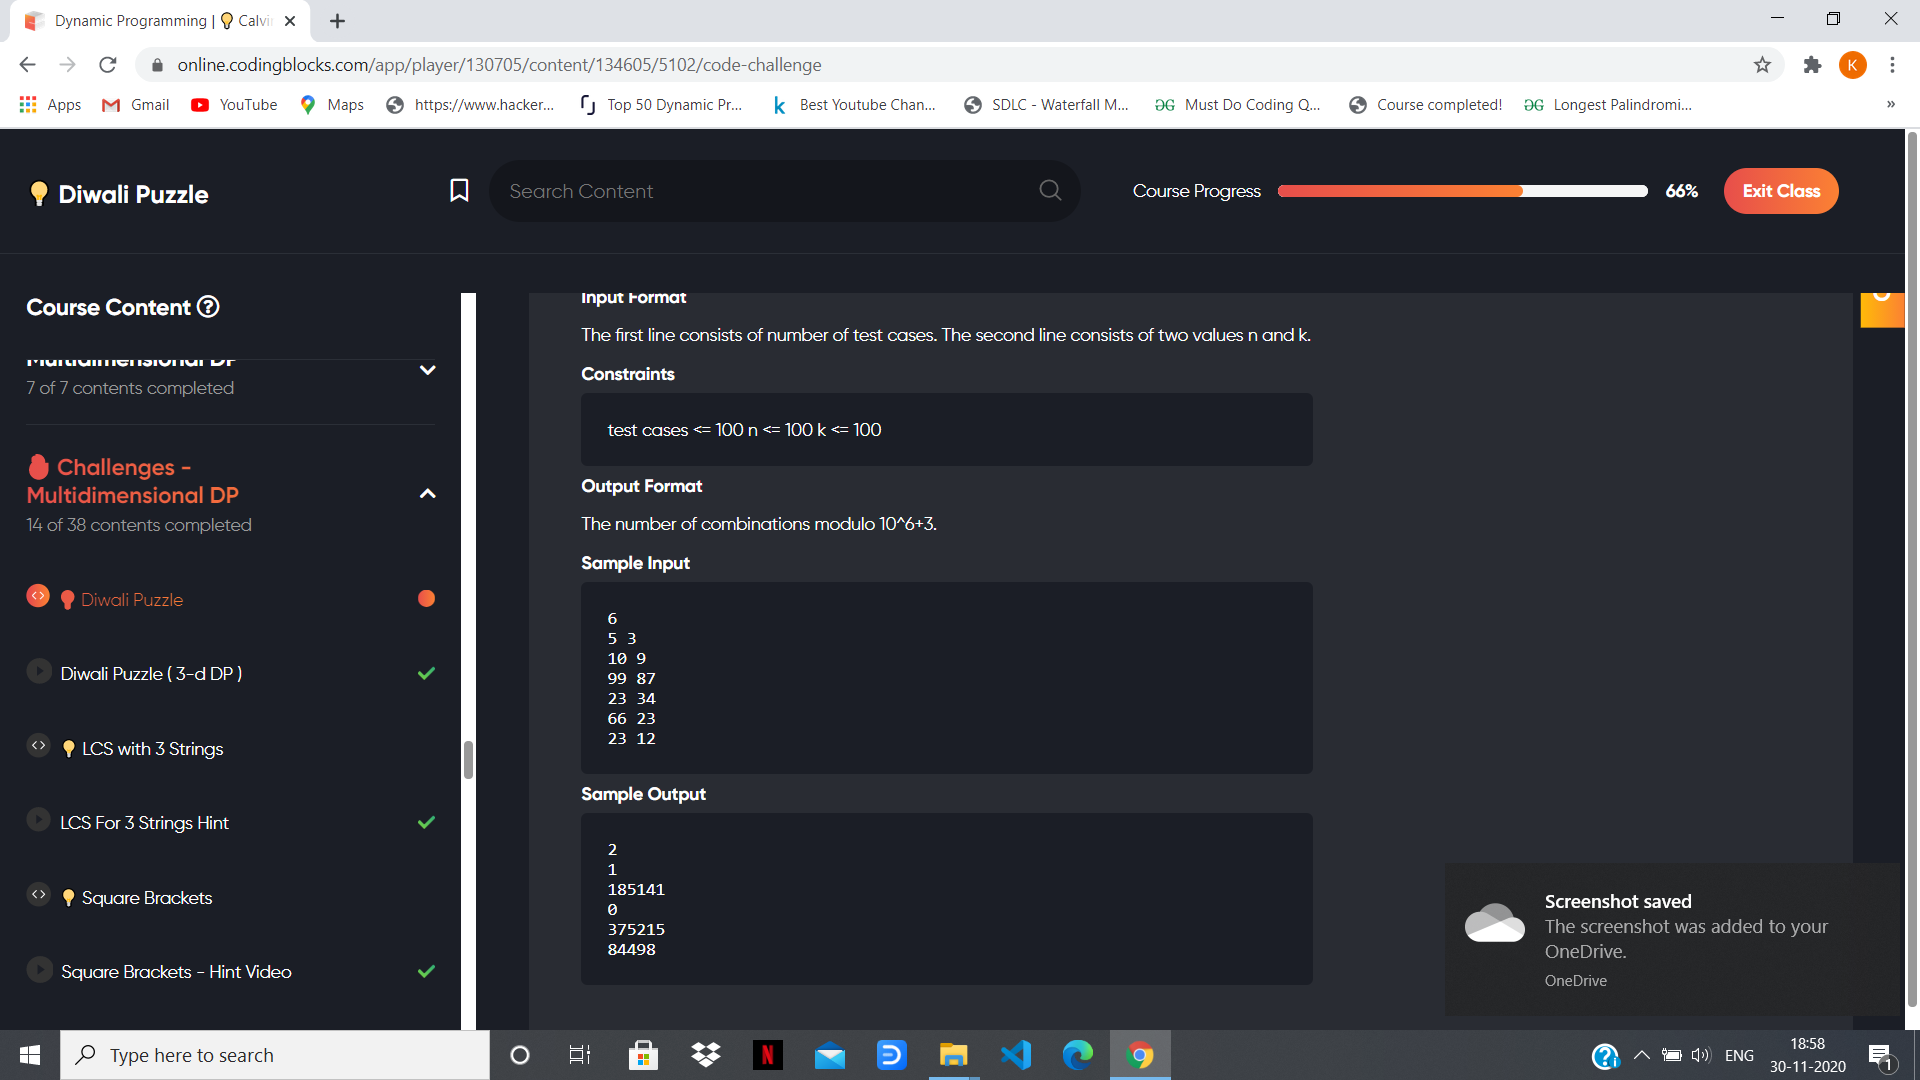 Dynamic Programming | Calvi
online.codingblocks.com/app/player/130705/content/134605/5102/code-challenge
K
Apps
Gmail
YouTube
Maps
https://www.hacker...
Top 50 Dynamic Pr...
Best Youtube Chan...
SDLC - Waterfall M...
Must Do Coding Q...
Course completed!
Longest Palindromi...
»
Diwali Puzzle
Search Content
Course Progress
66%
Exit Class
Course Content
Multidimensional DP
7 of 7 contents completed
Challenges -
Multidimensional DP
14 of 38 contents completed
Diwali Puzzle
Diwali Puzzle ( 3-d DP )
LCS with 3 Strings
LCS For 3 Strings Hint
Square Brackets
Square Brackets - Hint Video
Input Format
The first line consists of number of test cases. The second line consists of two values n and k.
Constraints
test cases <= 100 n <= 100 k <= 100
Output Format
The number of combinations modulo 10^6+3.
Sample Input
6
5 3
10 9
99 87
23 34
66 23
23 12
Sample Output
2
1
185141
0
375215
84498
Screenshot saved
The screenshot was added to your
OneDrive.
OneDrive
Type here to search
ENG
18:58
30-11-2020
1